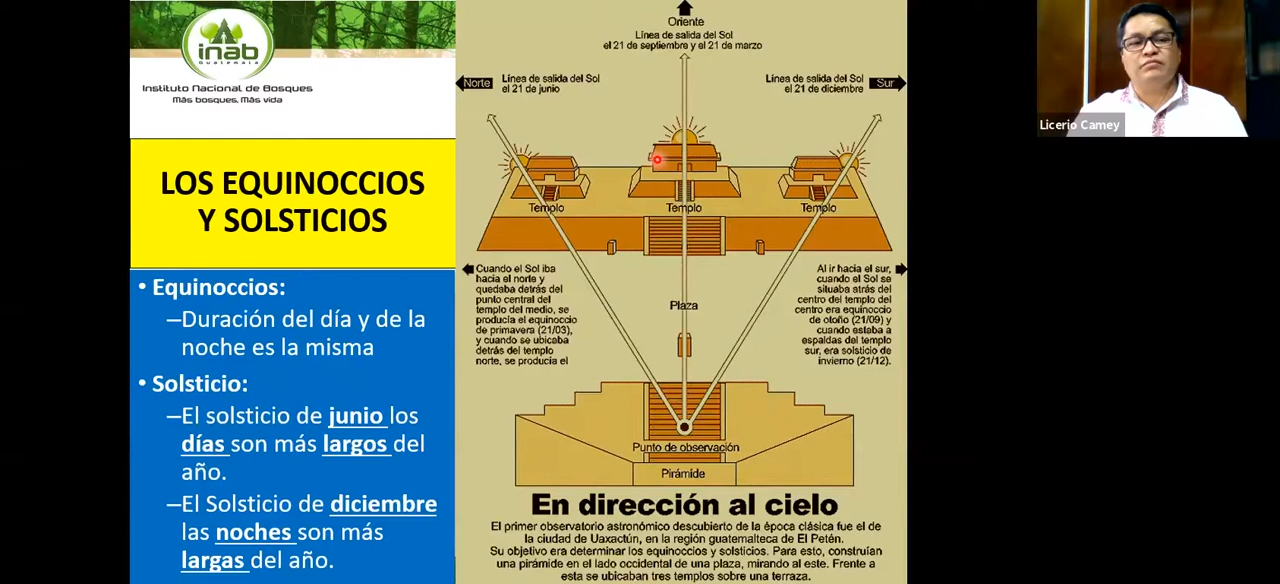 inab
GUATEMALA
Instituto Nacional de Bosques
Más bosques, Más vida
LOS EQUINOCCIOS
Y SOLSTICIOS
• Equinoccios:
–Duración del día y de la
noche es la misma
• Solsticio:
–El solsticio de junio los
días son más largos del
año.
–El Solsticio de diciembre
las noches son más
largas del año.
Oriente
Línea de salida del Sol
el 21 de septiembre y el 21 de marzo
Norte
Línea de salida del Sol
el 21 de junio
Línea de salida del Sol
el 21 de diciembre
Sur
Templo
Templo
Templo
Cuando el Sol iba
hacia el norte y
quedaba detrás del
punto central del
templo del medio, se
producía el equinoccio
de primavera (21/03),
y cuando se ubicaba
detrás del templo
norte, se producía el
Plaza
Al ir hacia el sur,
cuando el Sol se
situaba atrás del
centro del templo del
centro era equinoccio
de otoño (21/09) y
cuando estaba a
espaldas del templo
sur, era solsticio de
invierno (21/12).
Punto de observación
Pirámide
En dirección al cielo
El primer observatorio astronómico descubierto de la época clásica fue el de
la ciudad de Uaxactún, en la región guatemalteca de El Petén.
Su objetivo era determinar los equinoccios y solsticios. Para esto, construían
una pirámide en el lado occidental de una plaza, mirando al este. Frente a
esta se ubicaban tres templos sobre una terraza.
Licerio Camey